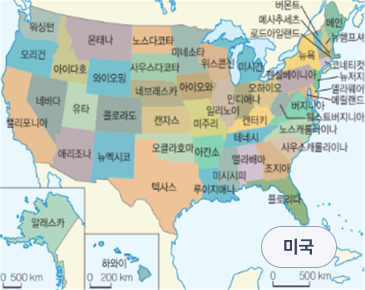 버몬트
메사추세츠
로드아일랜드
메인
뉴햄프셔
워싱턴
몬태나
노스다코타
미네소타
위스콘신
미시간
뉴욕
코네티컷
뉴저지
델라웨어
메릴랜드
오리건
아이다호
와이오밍
사우스다코타
네브래스카
아이오와
일리노이
인디애나
오하이오
펜실베이니아
버지니아
웨스트버지니아
노스캐롤라이나
사우스캐롤라이나
네바다
유타
콜로라도
캔자스
미주리
켄터키
테네시
캘리포니아
애리조나
뉴멕시코
오클라호마
아칸소
앨라배마
조지아
텍사스
미시시피
루이지애나
플로리다
알래스카
하와이
미국
0 500 km
0 200 km
0 500 km